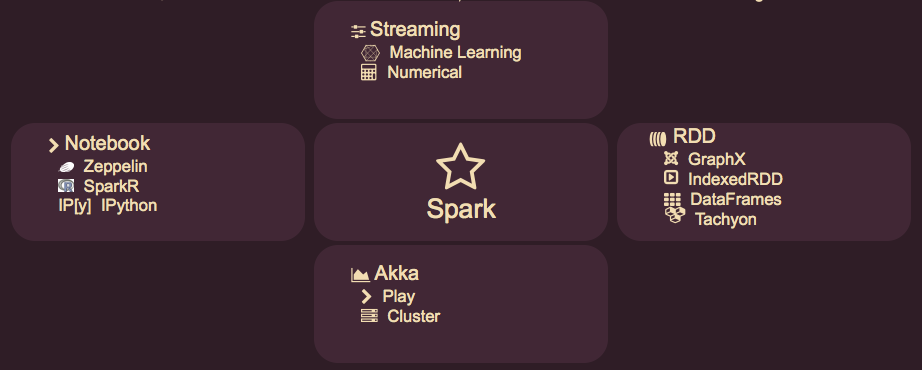 Streaming
Machine Learning
Numerical
Notebook
Zeppelin
SparkR
IP[y] IPython
Spark
RDD
GraphX
IndexedRDD
DataFrames
Tachyon
Akka
Play
Cluster